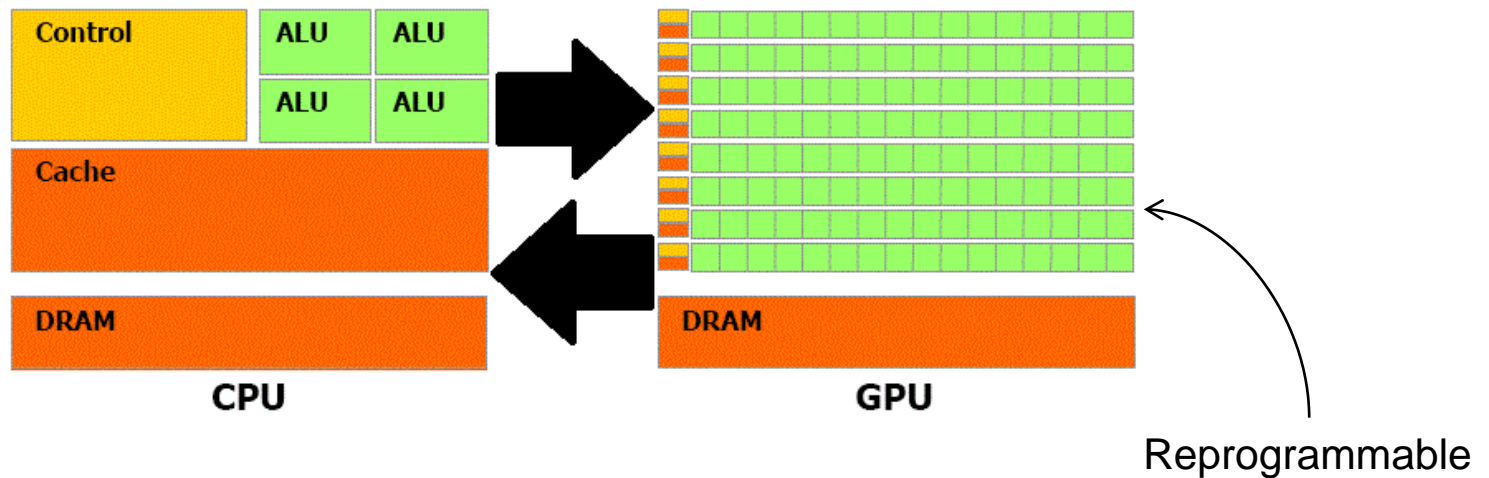 Control
ALU
ALU
ALU
ALU
Cache
DRAM
CPU
DRAM
GPU
Reprogrammable